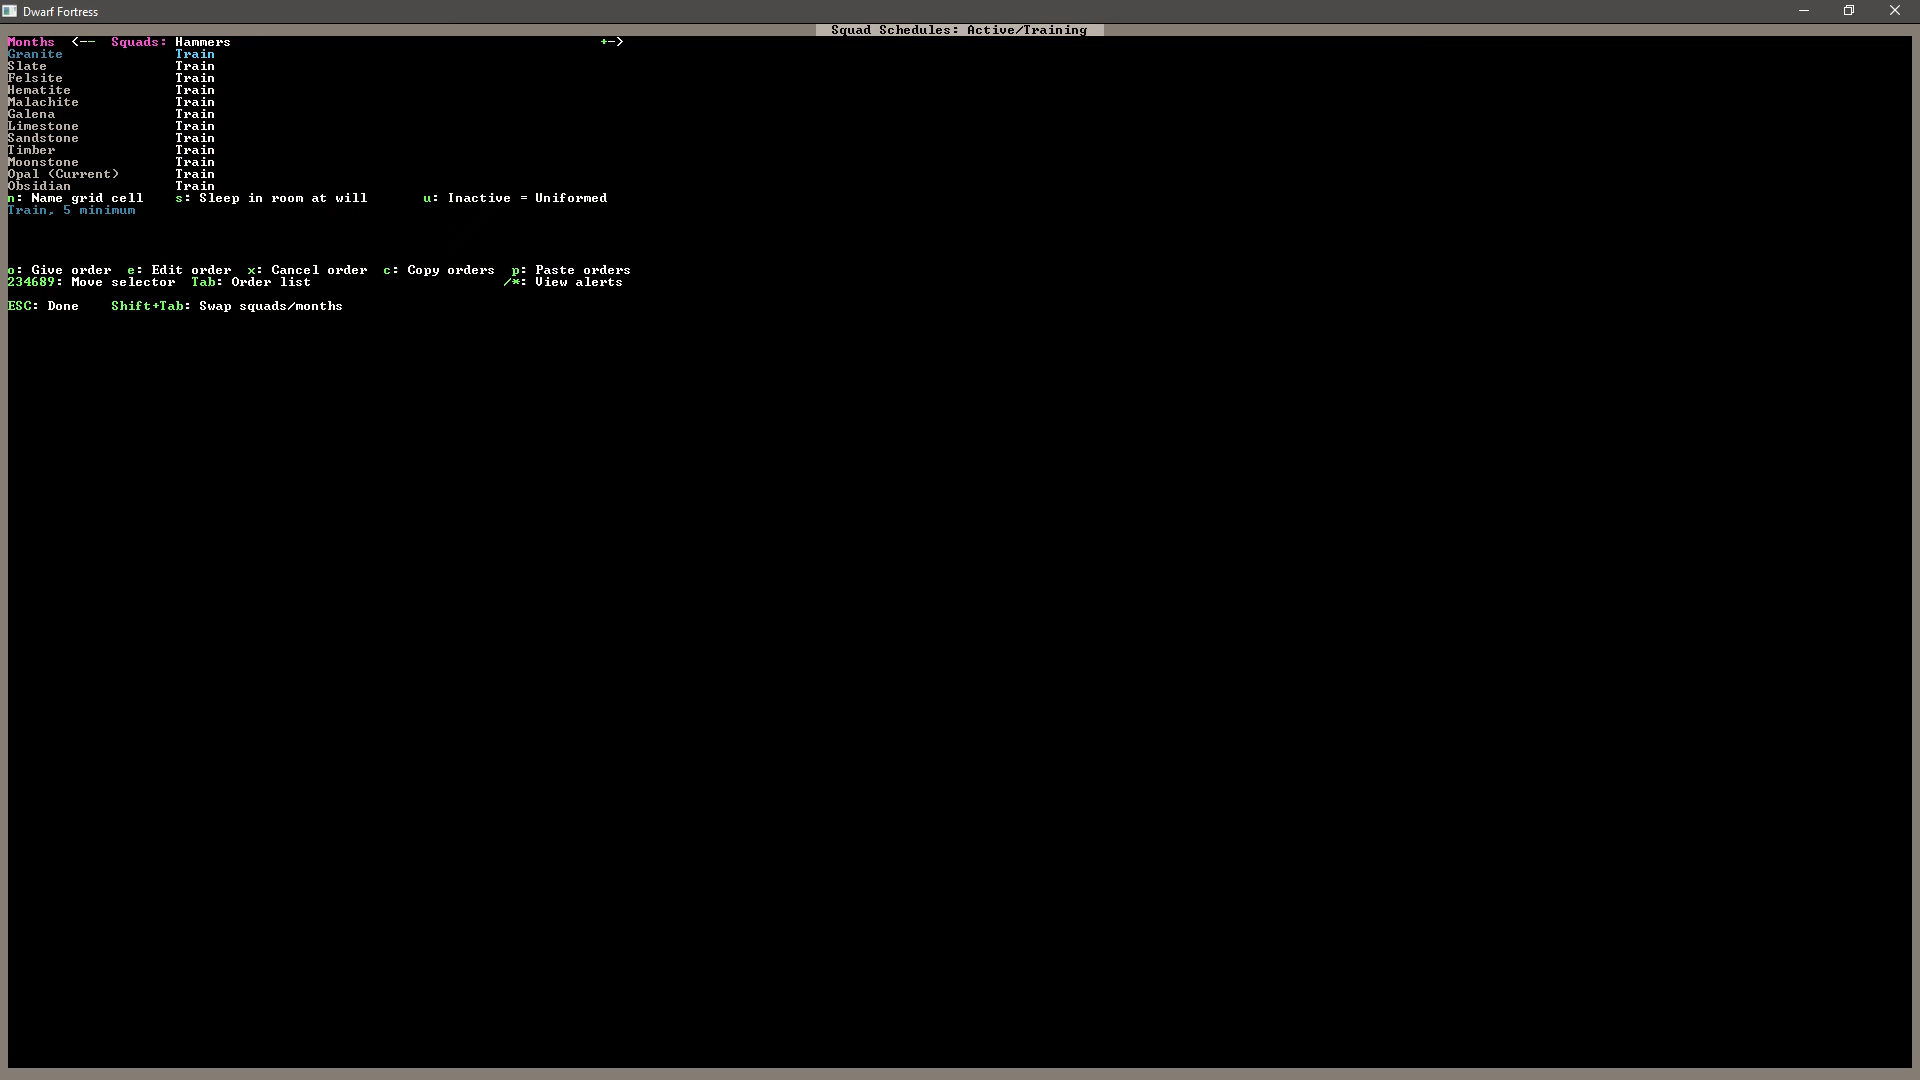 Dwarf Fortress
Squad Schedules: Active/Training
Months <-- Squads: Hammers +->
Granite Train
Slate Train
Felsite Train
Hematite Train
Malachite Train
Galena Train
Limestone Train
Sandstone Train
Timber Train
Moonstone Train
Opal (Current) Train
Obsidian Train
n: Name grid cell s: Sleep in room at will u: Inactive = Uniformed
Train, 5 minimum
o: Give order e: Edit order x: Cancel order c: Copy orders p: Paste orders
234689: Move selector Tab: Order list /*: View alerts
ESC: Done Shift+Tab: Swap squads/months